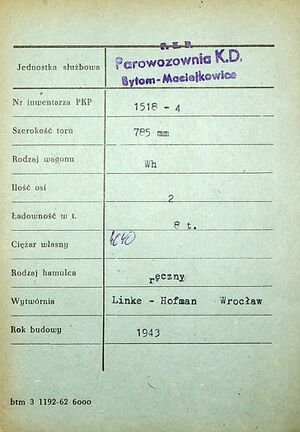 P. K. P.
Jednostka służbowa Parowozownia K.D.
Bytom-Maciejkowice
Nr inwentarza PKP 1518 - 4
Szerokość toru 785 mm
Rodzaj wagonu Wh
Ilość osi 2
Ładowność w t. 8 t.
Ciężar własny 4040
Rodzaj hamulca ręczny
Wytwórnia Linke - Hofman Wrocław
Rok budowy 1943
btm 3 1192-62 6000